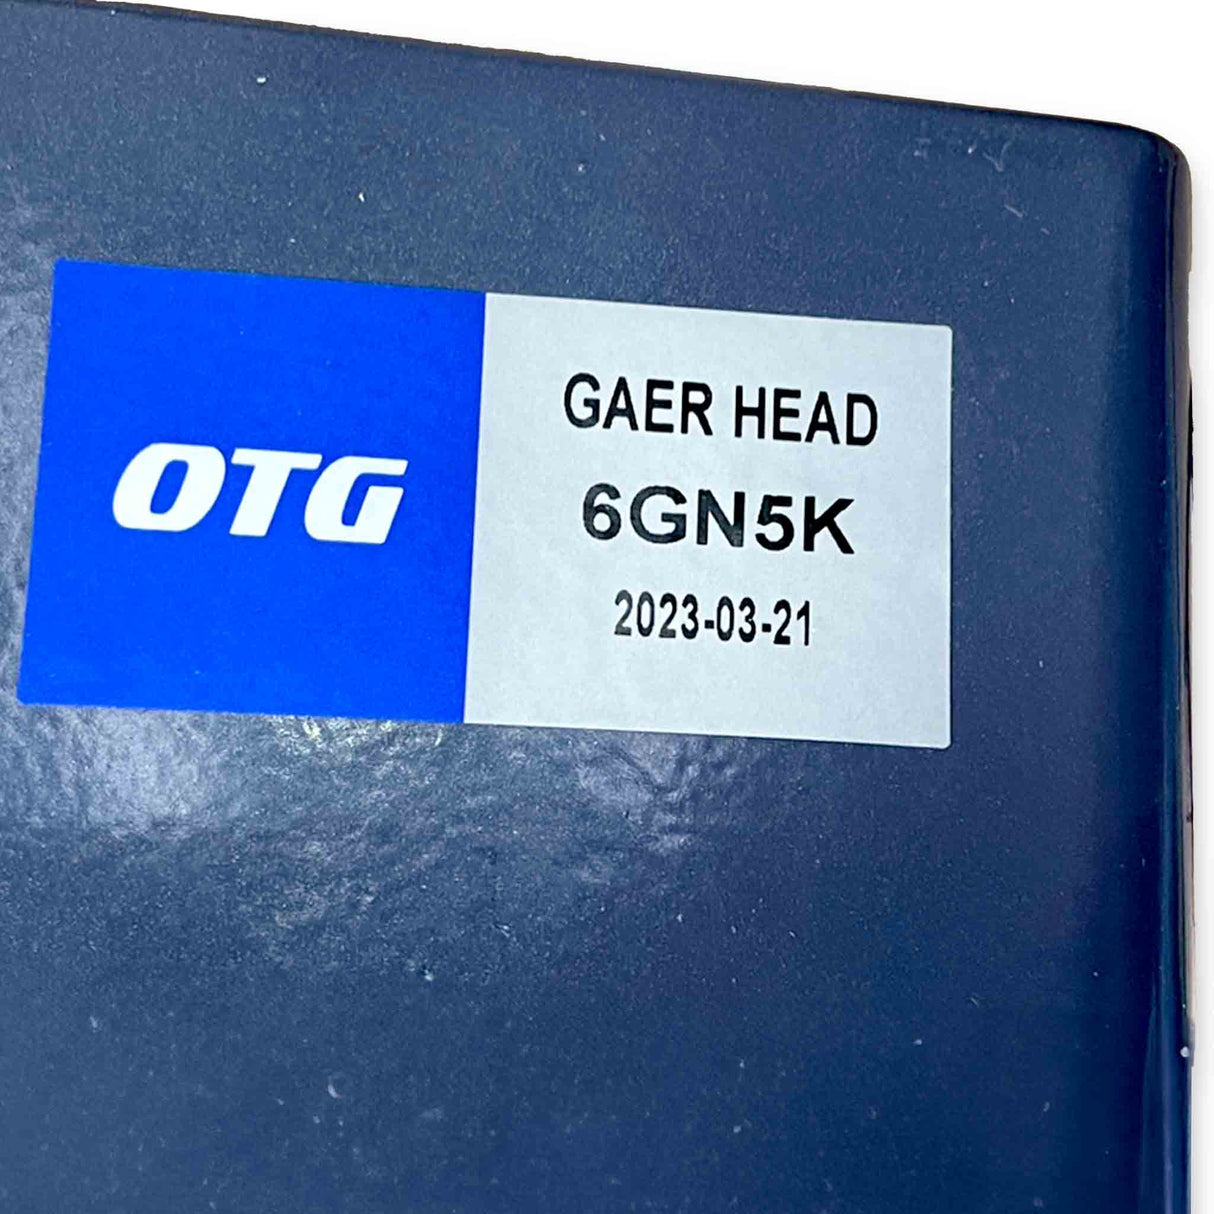 OTG
GAER HEAD
6GN5K
2023-03-21